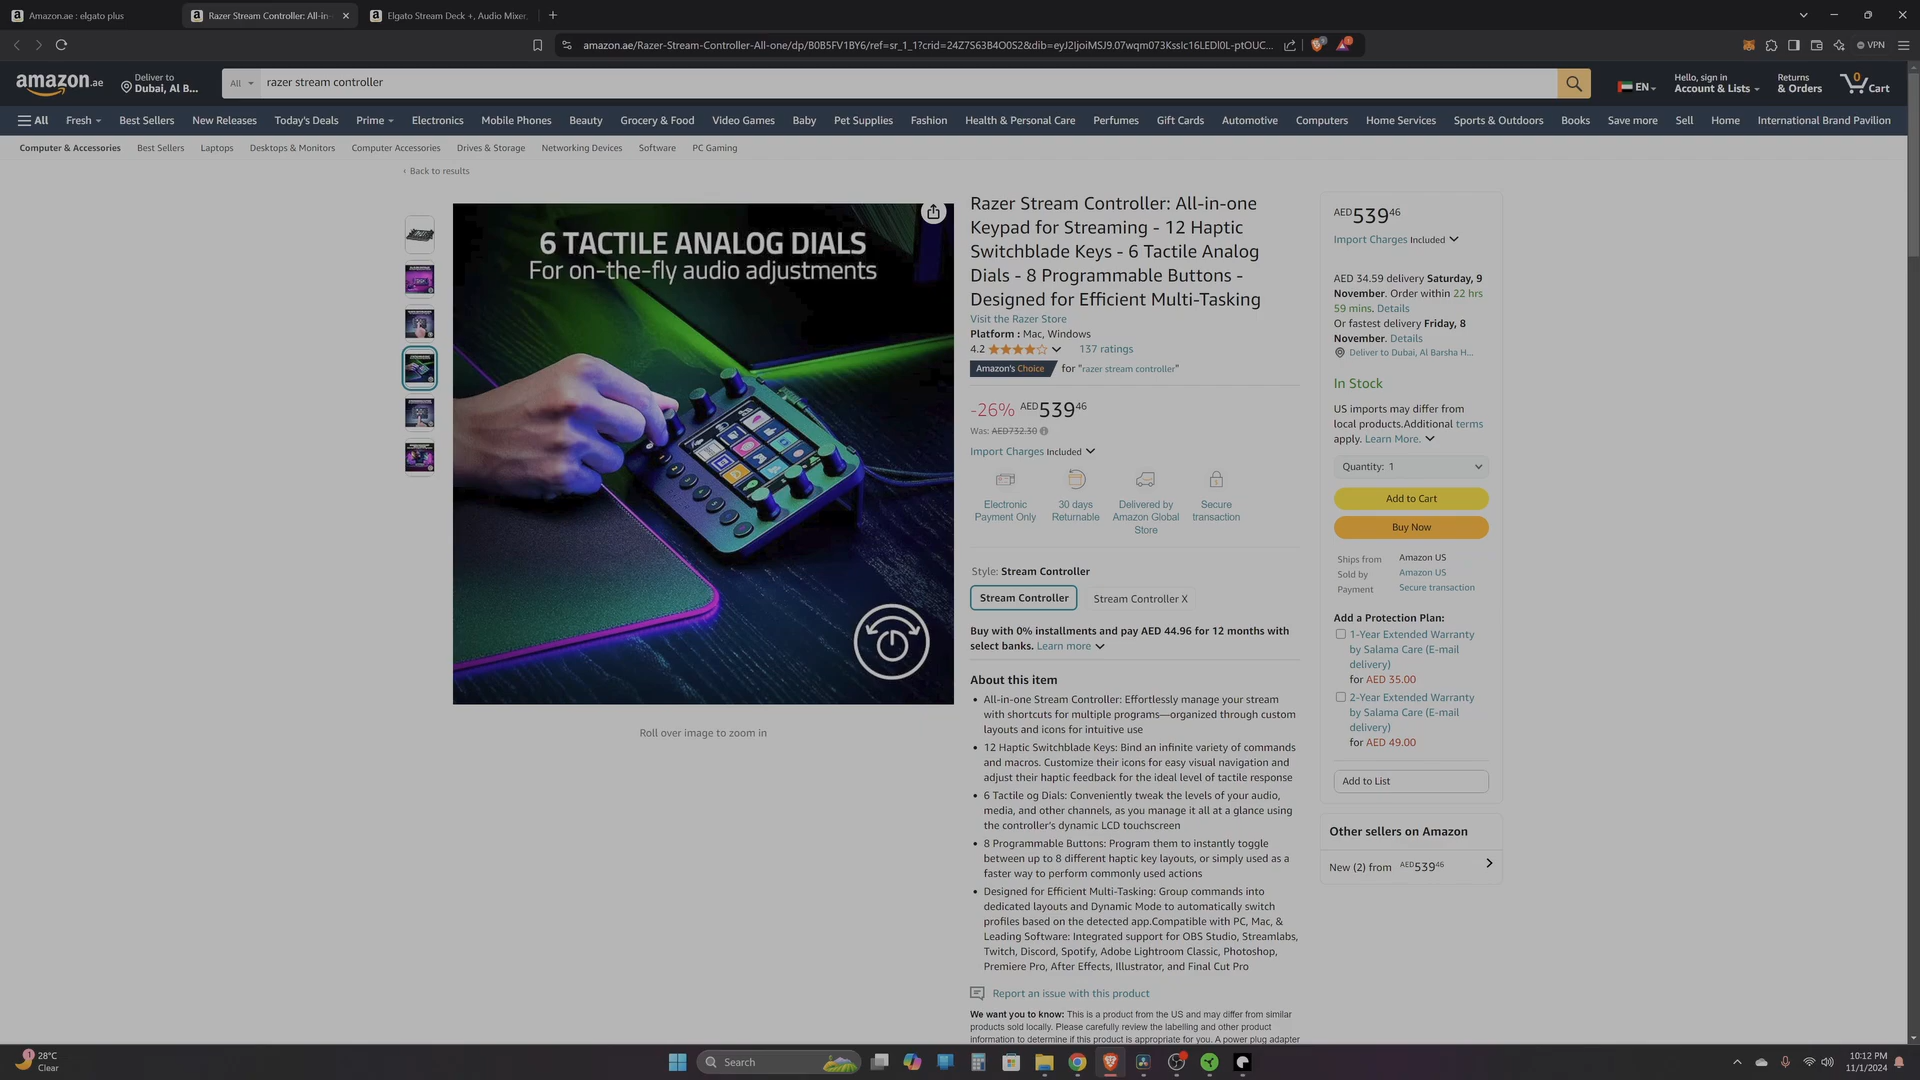 Amazon.ae : elgato plus
Razer Stream Controller: All-in-
Elgato Stream Deck +, Audio Mixer,
amazon.ae/Razer-Stream-Controller-All-one/dp/B0B5FV1BY6/ref=sr_1_1?crid=24Z7S63B4O0S2&dib=eyJ2IjoiMSJ9.07wqm073KssIc16LEDl0L-ptOUC...
VPN
amazon.ae
Deliver to
Dubai, Al B...
All
razer stream controller
EN
Hello, sign in
Account & Lists
Returns
& Orders
0
Cart
All
Fresh
Best Sellers
New Releases
Today's Deals
Prime
Electronics
Mobile Phones
Beauty
Grocery & Food
Video Games
Baby
Pet Supplies
Fashion
Health & Personal Care
Perfumes
Gift Cards
Automotive
Computers
Home Services
Sports & Outdoors
Books
Save more
Sell
Home
International Brand Pavilion
Computer & Accessories
Best Sellers
Laptops
Desktops & Monitors
Computer Accessories
Drives & Storage
Networking Devices
Software
PC Gaming
‹ Back to results
6 TACTILE ANALOG DIALS
For on-the-fly audio adjustments
Roll over image to zoom in
Razer Stream Controller: All-in-one
Keypad for Streaming - 12 Haptic
Switchblade Keys - 6 Tactile Analog
Dials - 8 Programmable Buttons -
Designed for Efficient Multi-Tasking
Visit the Razer Store
Platform : Mac, Windows
4.2
137 ratings
Amazon's Choice for "razer stream controller"
-26% AED53946
Was: AED732.30
Import Charges Included
Electronic
Payment Only
30 days
Returnable
Delivered by
Amazon Global
Store
Secure
transaction
Style: Stream Controller
Stream Controller
Stream Controller X
Buy with 0% installments and pay AED 44.96 for 12 months with
select banks. Learn more
About this item
• All-in-one Stream Controller: Effortlessly manage your stream
with shortcuts for multiple programs—organized through custom
layouts and icons for intuitive use
• 12 Haptic Switchblade Keys: Bind an infinite variety of commands
and macros. Customize their icons for easy visual navigation and
adjust their haptic feedback for the ideal level of tactile response
• 6 Tactile og Dials: Conveniently tweak the levels of your audio,
media, and other channels, as you manage it all at a glance using
the controller's dynamic LCD touchscreen
• 8 Programmable Buttons: Program them to instantly toggle
between up to 8 different haptic key layouts, or simply used as a
faster way to perform commonly used actions
• Designed for Efficient Multi-Tasking: Group commands into
dedicated layouts and Dynamic Mode to automatically switch
profiles based on the detected app.Compatible with PC, Mac, &
Leading Software: Integrated support for OBS Studio, Streamlabs,
Twitch, Discord, Spotify, Adobe Lightroom Classic, Photoshop,
Premiere Pro, After Effects, Illustrator, and Final Cut Pro
Report an issue with this product
We want you to know: This is a product from the US and may differ from similar
products sold locally. Please carefully review the labelling and other product
information to determine if this product is appropriate for you. A power plug adapter
AED53946
Import Charges Included
AED 34.59 delivery Saturday, 9
November. Order within 22 hrs
59 mins. Details
Or fastest delivery Friday, 8
November. Details
Deliver to Dubai, Al Barsha H...
In Stock
US imports may differ from
local products.Additional terms
apply. Learn More.
Quantity: 1
Add to Cart
Buy Now
Ships from Amazon US
Sold by Amazon US
Payment Secure transaction
Add a Protection Plan:
1-Year Extended Warranty
by Salama Care (E-mail
delivery)
for AED 35.00
2-Year Extended Warranty
by Salama Care (E-mail
delivery)
for AED 49.00
Add to List
Other sellers on Amazon
New (2) from AED53946
1
28°C
Clear
Search
10:12 PM
11/1/2024